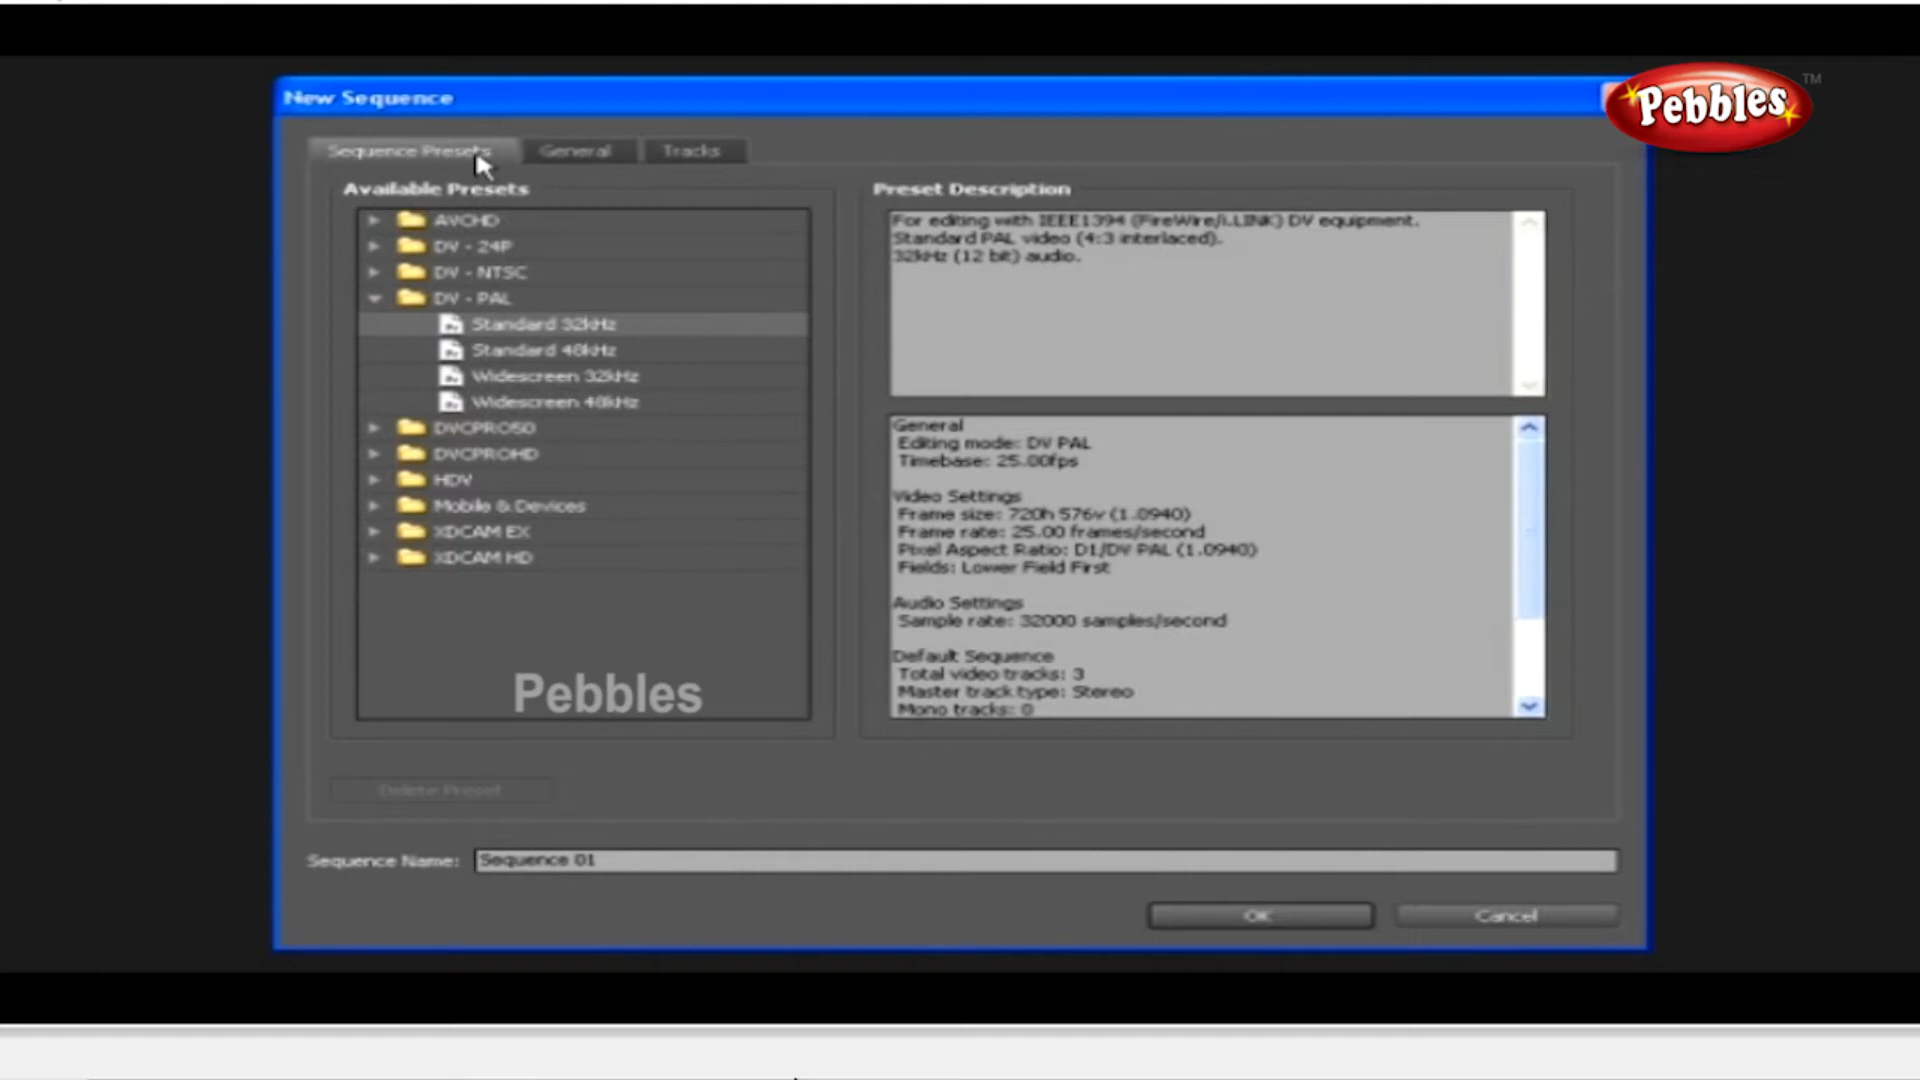 New Sequence
Pebbles
TM
Sequence Presets
General
Tracks
Available Presets
AVCHD
DV - 24P
DV - NTSC
DV - PAL
Standard 32kHz
Standard 48kHz
Widescreen 32kHz
Widescreen 48kHz
DVCPRO50
DVCPROHD
HDV
Mobile & Devices
XDCAM EX
XDCAM HD
Pebbles
Delete Preset
Preset Description
For editing with IEEE1394 (FireWire/i.LINK) DV equipment.
Standard PAL video (4:3 interlaced).
32kHz (12 bit) audio.
General
Editing mode: DV PAL
Timebase: 25.00fps
Video Settings
Frame size: 720h 576v (1.0940)
Frame rate: 25.00 frames/second
Pixel Aspect Ratio: D1/DV PAL (1.0940)
Fields: Lower Field First
Audio Settings
Sample rate: 32000 samples/second
Default Sequence
Total video tracks: 3
Master track type: Stereo
Mono tracks: 0
Sequence Name: Sequence 01
OK
Cancel